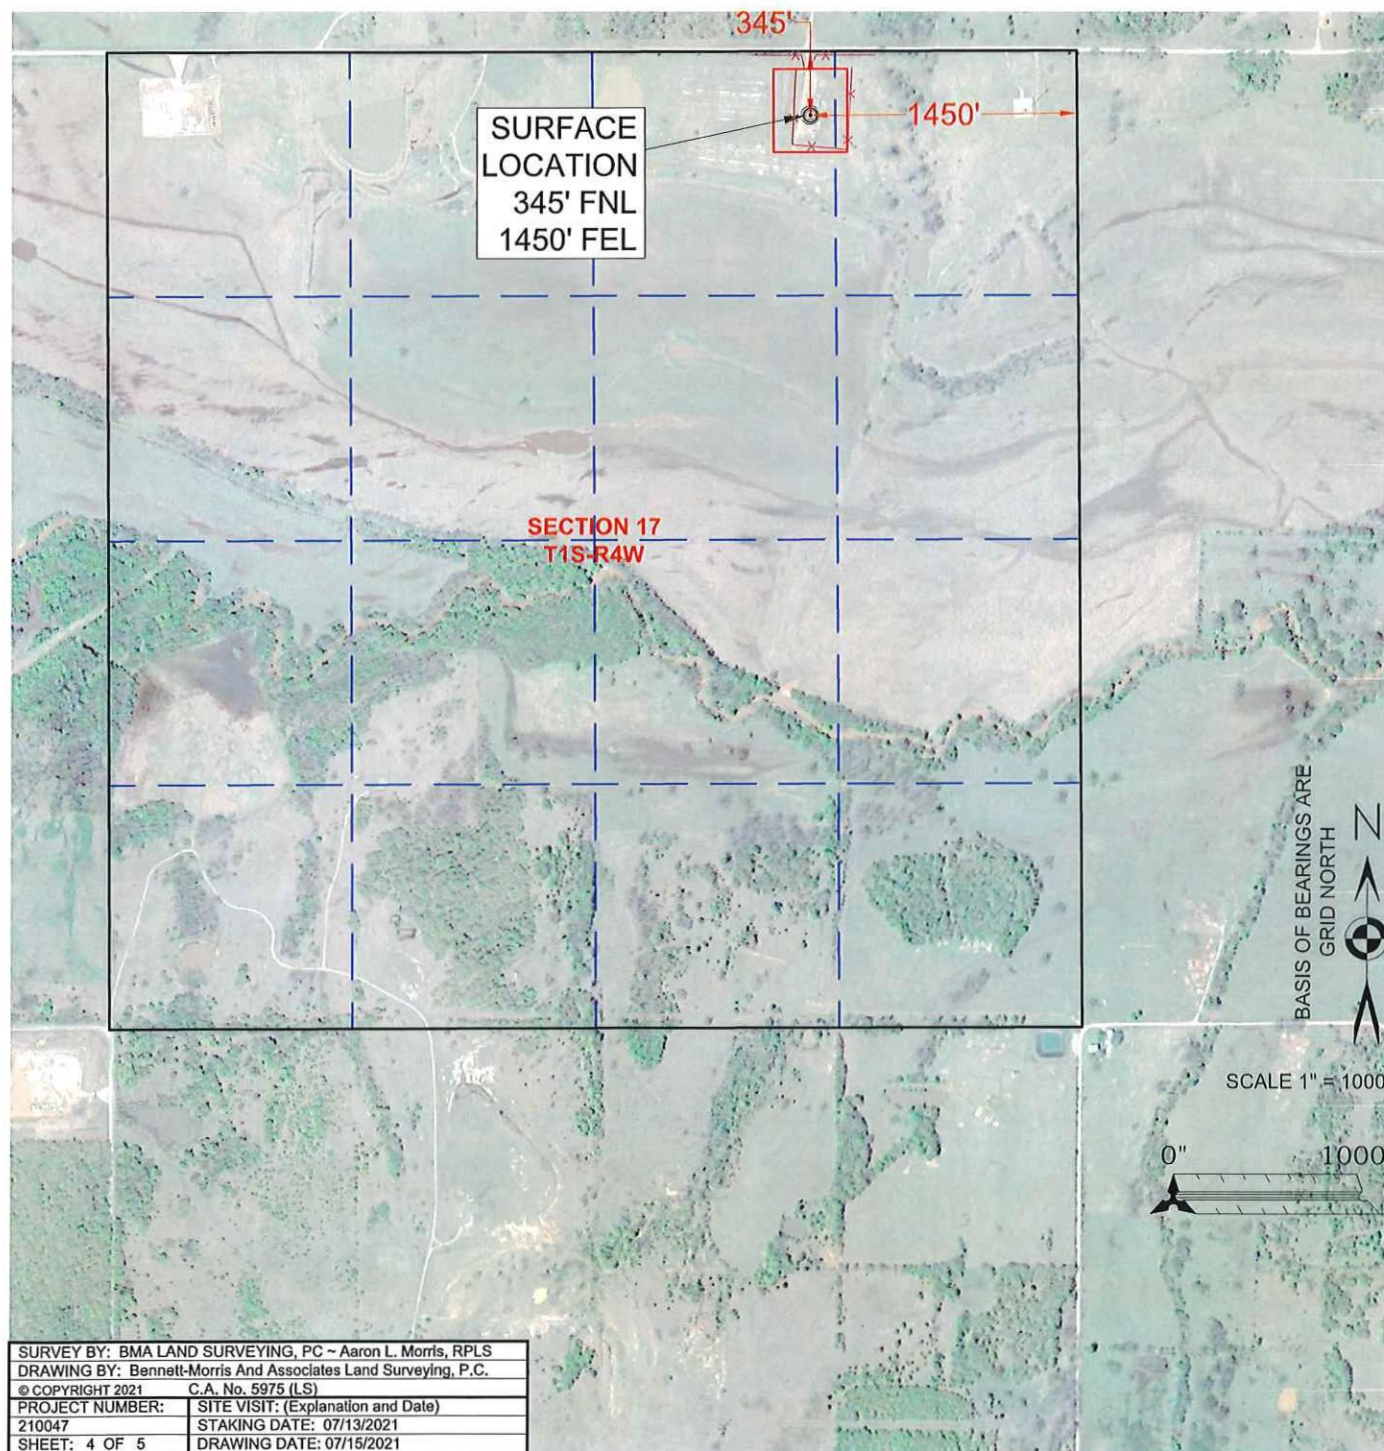 345'
1450'
SURFACE
LOCATION
345' FNL
1450' FEL
SECTION 17
T1S-R4W
BASIS OF BEARINGS ARE
GRID NORTH
N
SCALE 1" = 1000
0" 1000
SURVEY BY: BMA LAND SURVEYING, PC ~ Aaron L. Morris, RPLS
DRAWING BY: Bennett-Morris And Associates Land Surveying, P.C.
© COPYRIGHT 2021 C.A. No. 5975 (LS)
PROJECT NUMBER: SITE VISIT: (Explanation and Date)
210047 STAKING DATE: 07/13/2021
SHEET: 4 OF 5 DRAWING DATE: 07/15/2021